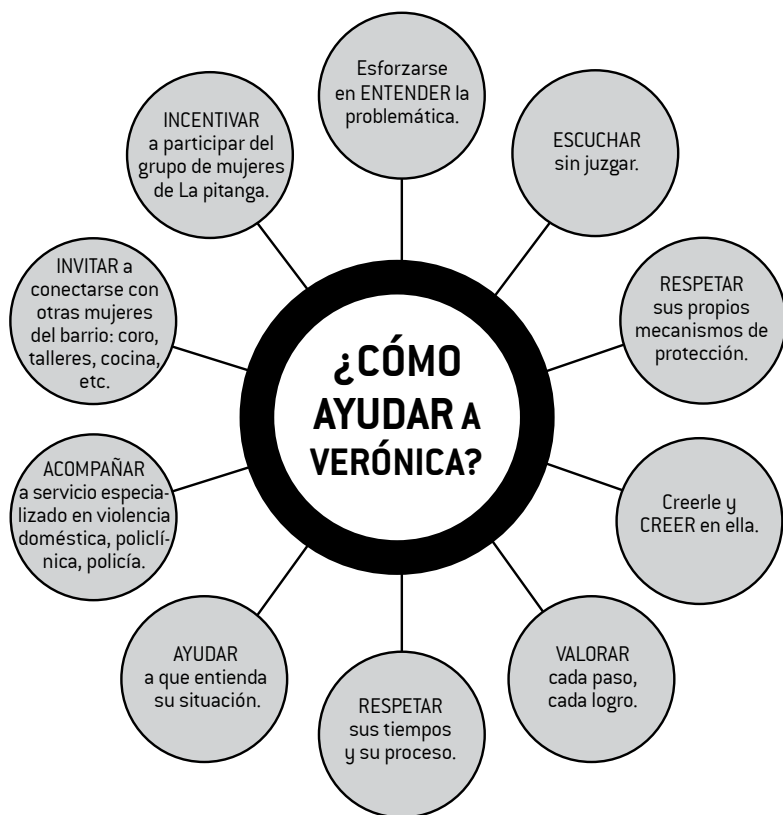 ¿CÓMO
AYUDAR A
VERÓNICA?
Esforzarse
en ENTENDER la
problemática.
ESCUCHAR
sin juzgar.
RESPETAR
sus propios
mecanismos de
protección.
Creerle y
CREER en ella.
VALORAR
cada paso,
cada logro.
RESPETAR
sus tiempos
y su proceso.
AYUDAR
a que entienda
su situación.
ACOMPAÑAR
a servicio especia-
lizado en violencia
doméstica, policlí-
nica, policía.
INVITAR a
conectarse con
otras mujeres
del barrio: coro,
talleres, cocina,
etc.
INCENTIVAR
a participar del
grupo de mujeres
de La pitanga.